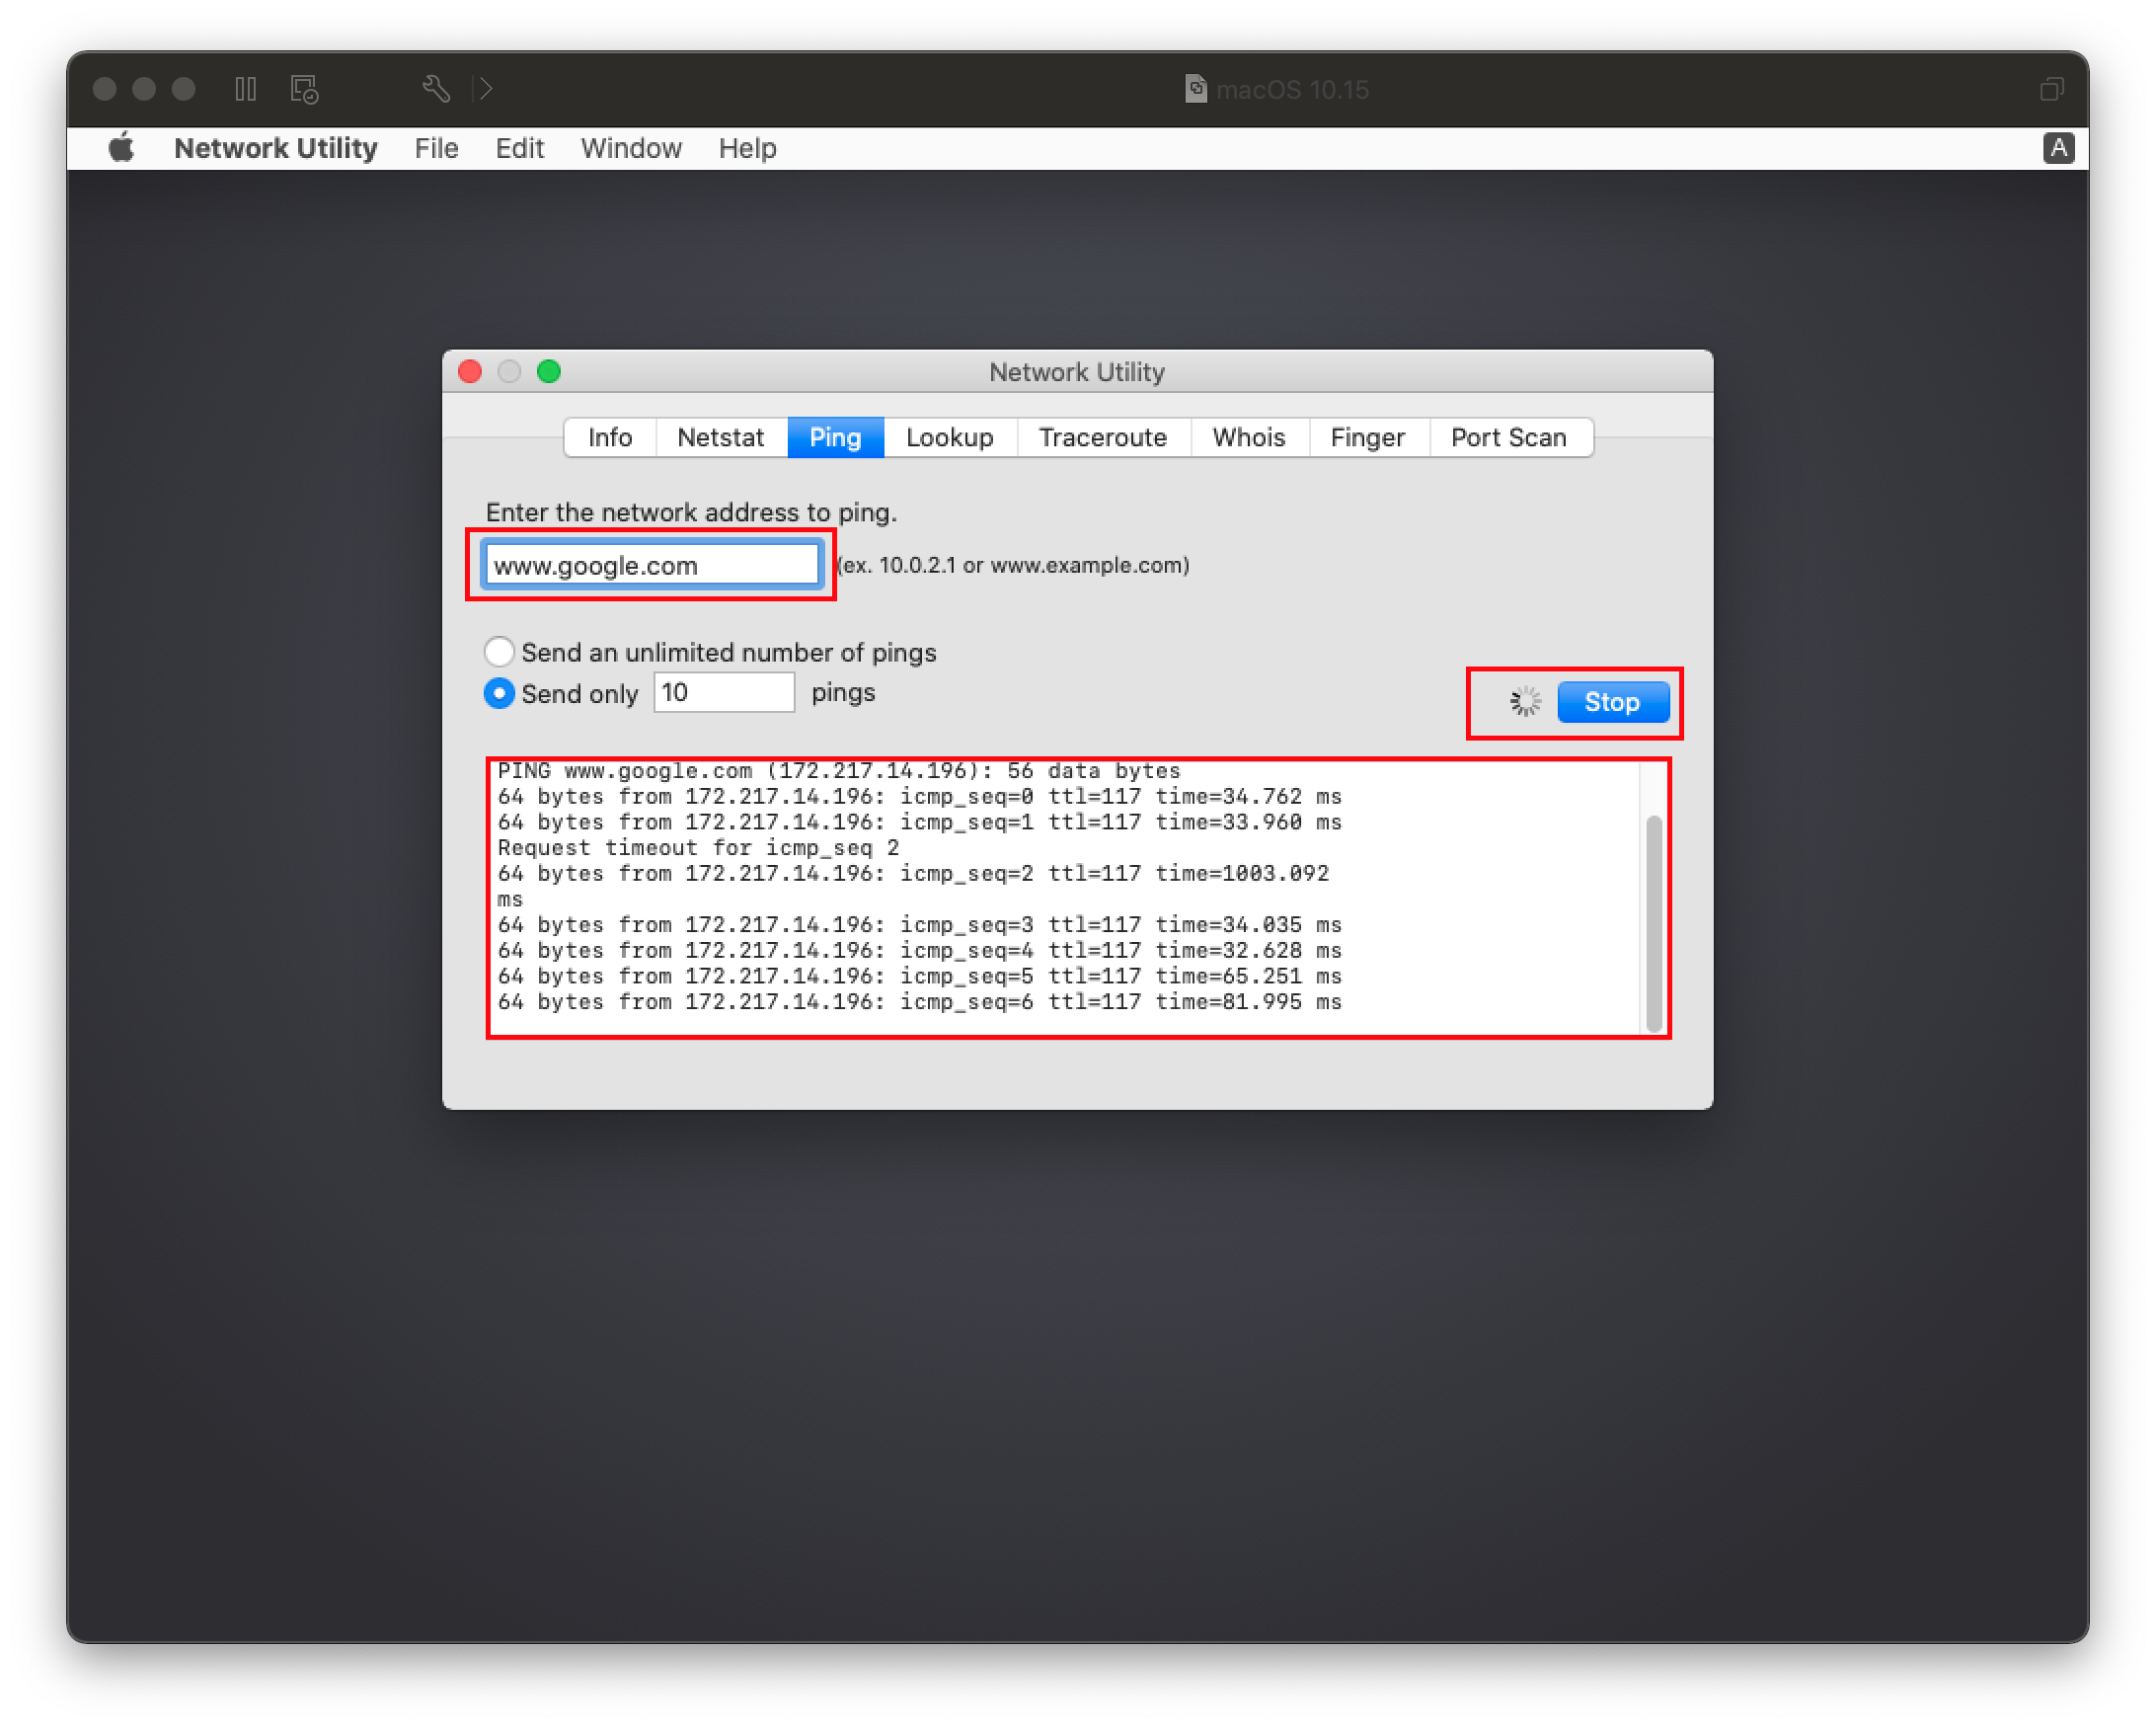 macOS 10.15
Network Utility File Edit Window Help A
Network Utility
Info Netstat Ping Lookup Traceroute Whois Finger Port Scan
Enter the network address to ping.
www.google.com (ex. 10.0.2.1 or www.example.com)
Send an unlimited number of pings
Send only 10 pings
Stop
PING www.google.com (172.217.14.196): 56 data bytes
64 bytes from 172.217.14.196: icmp_seq=0 ttl=117 time=34.762 ms
64 bytes from 172.217.14.196: icmp_seq=1 ttl=117 time=33.960 ms
Request timeout for icmp_seq 2
64 bytes from 172.217.14.196: icmp_seq=2 ttl=117 time=1003.092
ms
64 bytes from 172.217.14.196: icmp_seq=3 ttl=117 time=34.035 ms
64 bytes from 172.217.14.196: icmp_seq=4 ttl=117 time=32.628 ms
64 bytes from 172.217.14.196: icmp_seq=5 ttl=117 time=65.251 ms
64 bytes from 172.217.14.196: icmp_seq=6 ttl=117 time=81.995 ms